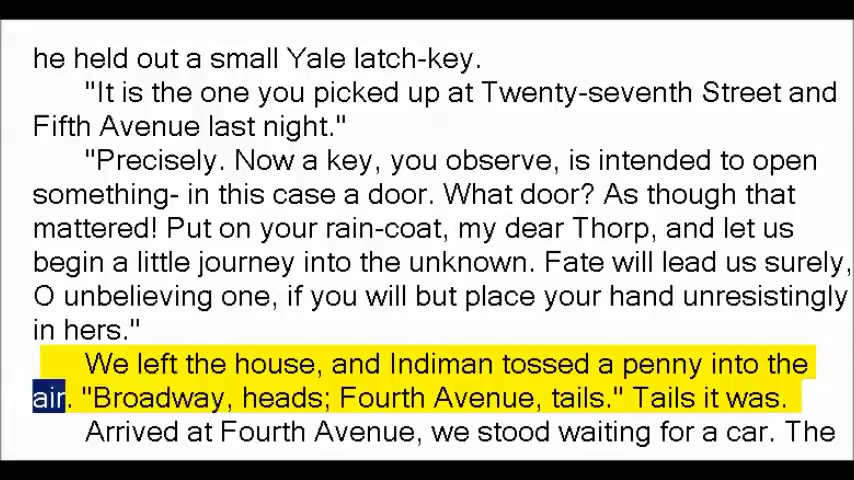 he held out a small Yale latch-key.
"It is the one you picked up at Twenty-seventh Street and
Fifth Avenue last night."
"Precisely. Now a key, you observe, is intended to open
something- in this case a door. What door? As though that
mattered! Put on your rain-coat, my dear Thorp, and let us
begin a little journey into the unknown. Fate will lead us surely,
O unbelieving one, if you will but place your hand unresistingly
in hers."
We left the house, and Indiman tossed a penny into the
air. "Broadway, heads; Fourth Avenue, tails." Tails it was.
Arrived at Fourth Avenue, we stood waiting for a car. The